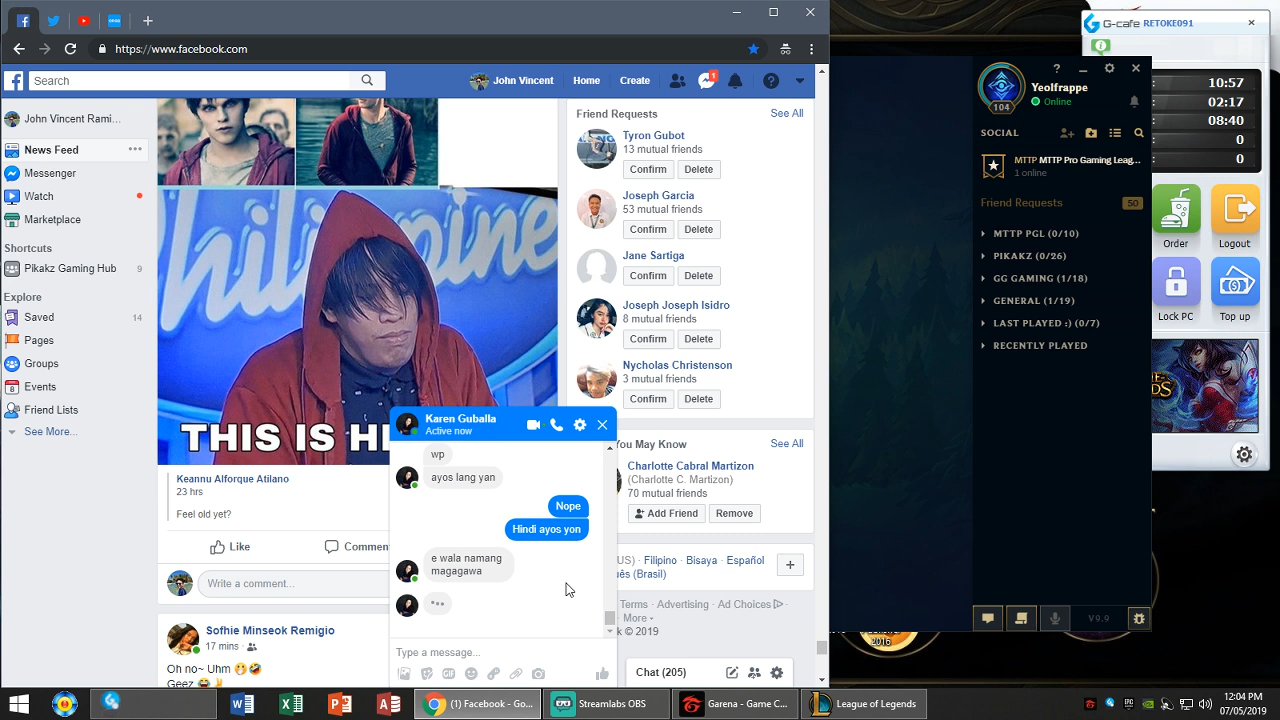 https://www.facebook.com
Search
John Vincent
Home
Create
1
John Vincent Rami...
News Feed
Messenger
Watch
Marketplace
Shortcuts
Pikakz Gaming Hub 9
Explore
Saved 14
Pages
Groups
Events
Friend Lists
See More...
THIS IS H
Keannu Alforque Atilano
23 hrs
Feel old yet?
Like
Commen
Write a comment...
Sofhie Minseok Remigio
17 mins
Oh no~ Uhm
Geez
Friend Requests See All
Tyron Gubot
13 mutual friends
Confirm Delete
Joseph Garcia
53 mutual friends
Confirm Delete
Jane Sartiga
Confirm Delete
Joseph Joseph Isidro
8 mutual friends
Confirm Delete
Nycholas Christenson
3 mutual friends
Confirm Delete
You May Know See All
Charlotte Cabral Martizon
(Charlotte C. Martizon)
70 mutual friends
Add Friend Remove
US) · Filipino · Bisaya · Español
(Brasil)
Terms · Advertising · Ad Choices
More
k © 2019
Chat (205)
Karen Guballa
Active now
wp
ayos lang yan
Nope
Hindi ayos yon
e wala namang
magagawa
Type a message...
G-cafe RETOKE091
10:57
02:17
08:40
0
0
Order
Logout
Lock PC
Top up
Yeolfrappe
104
Online
SOCIAL
MTTP MTTP Pro Gaming Leag...
1 online
Friend Requests 50
MTTP PGL (0/10)
PIKAKZ (0/26)
GG GAMING (1/18)
GENERAL (1/19)
LAST PLAYED :) (0/7)
RECENTLY PLAYED
V9.9
2016
(1) Facebook - Go...
Streamlabs OBS
Garena - Game C...
League of Legends
12:04 PM
07/05/2019